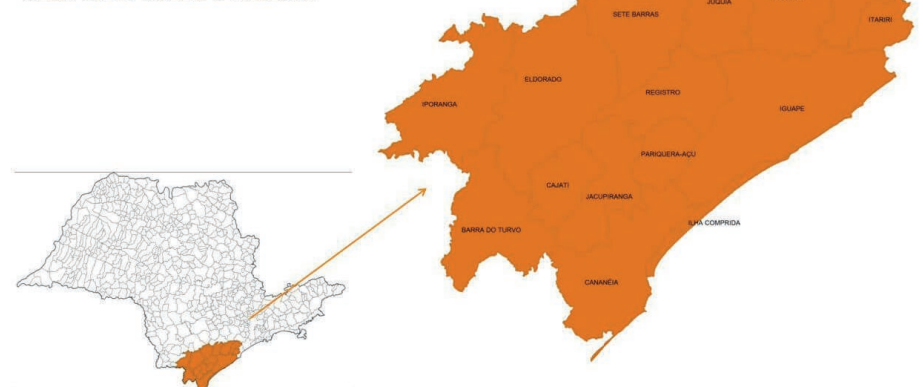 JUQUIÁ
SETE BARRAS
ITARIRI
ELDORADO
REGISTRO
IPORANGA
IGUAPE
PARIQUERA-AÇU
CAJATI
JACUPIRANGA
ILHA COMPRIDA
BARRA DO TURVO
CANANÉIA